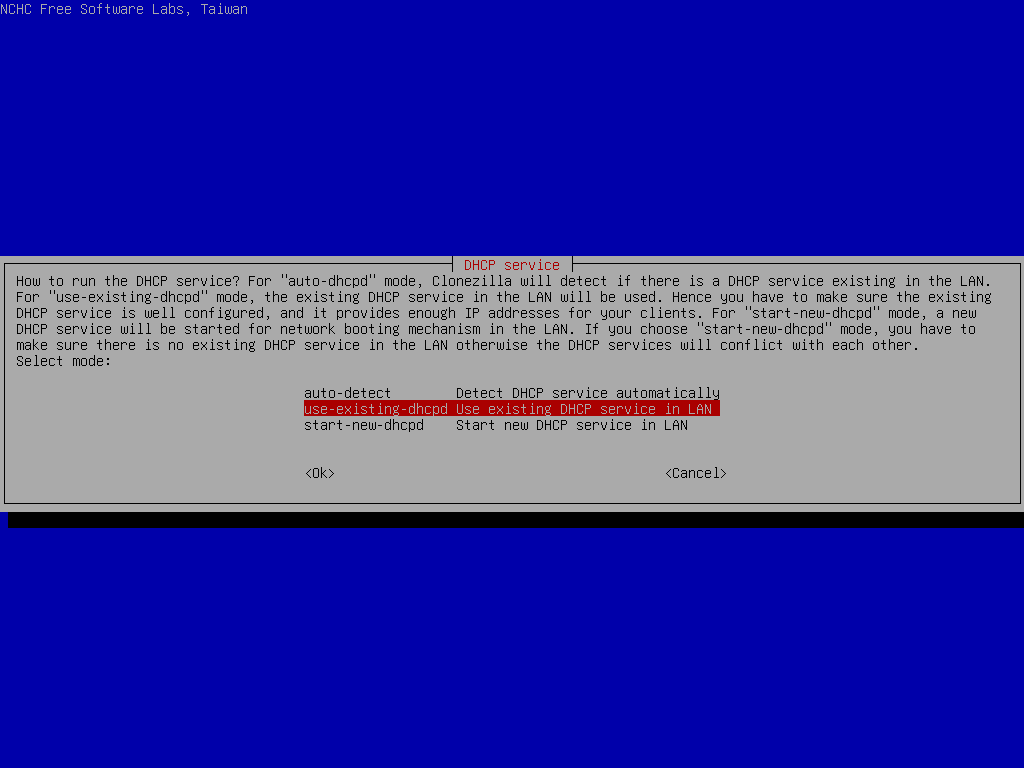 NCHC Free Software Labs, Taiwan
DHCP service
How to run the DHCP service? For "auto-dhcpd" mode, Clonezilla will detect if there is a DHCP service existing in the LAN.
For "use-existing-dhcpd" mode, the existing DHCP service in the LAN will be used. Hence you have to make sure the existing
DHCP service is well configured, and it provides enough IP addresses for your clients. For "start-new-dhcpd" mode, a new
DHCP service will be started for network booting mechanism in the LAN. If you choose "start-new-dhcpd" mode, you have to
make sure there is no existing DHCP service in the LAN otherwise the DHCP services will conflict with each other.
Select mode:
auto-detect Detect DHCP service automatically
use-existing-dhcpd Use existing DHCP service in LAN
start-new-dhcpd Start new DHCP service in LAN
<Ok> <Cancel>